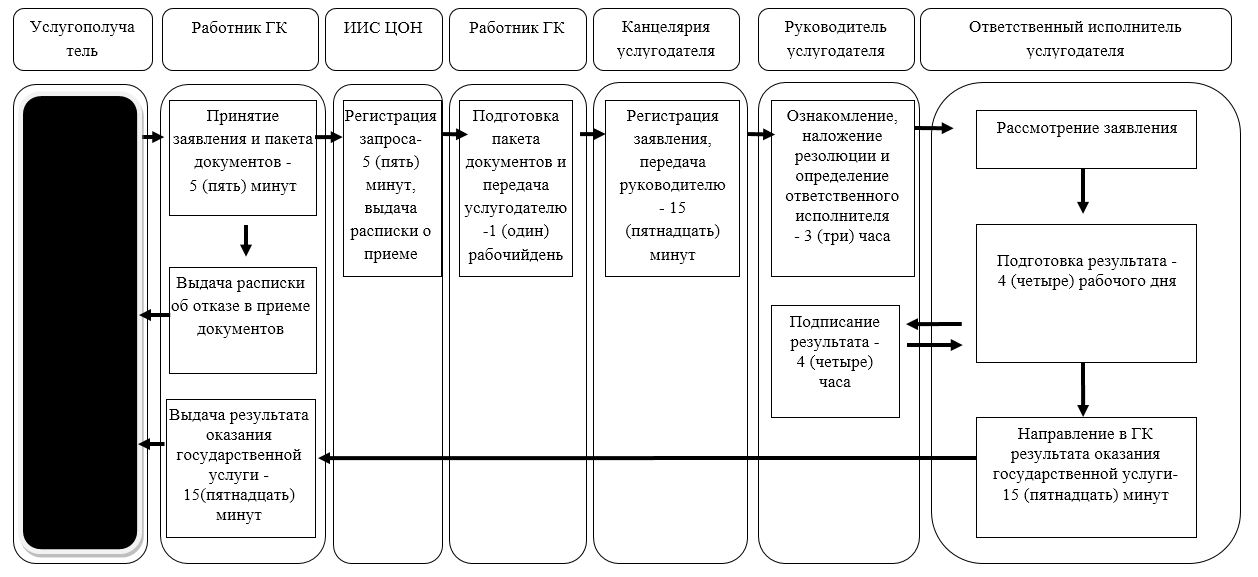 Услугополуча
тель
Работник ГК
ИИС ЦОН
Работник ГК
Канцелярия
услугодателя
Руководитель
услугодателя
Ответственный исполнитель
услугодателя
Принятие
заявления и пакета
документов -
5 (пять) минут
Выдача расписки
об отказе в приеме
документов
Выдача результата
оказания
государственной
услуги -
15(пятнадцать)
минут
Регистрация
запроса-
5 (пять)
минут,
выдача
расписки о
приеме
Подготовка
пакета
документов и
передача
услугодателю
-1 (один)
рабочийдень
Регистрация
заявления,
передача
руководителю
- 15
(пятнадцать)
минут
Ознакомление,
наложение
резолюции и
определение
ответственного
исполнителя
- 3 (три) часа
Подписание
результата -
4 (четыре)
часа
Рассмотрение заявления
Подготовка результата -
4 (четыре) рабочего дня
Направление в ГК
результата оказания
государственной услуги-
15 (пятнадцать) минут